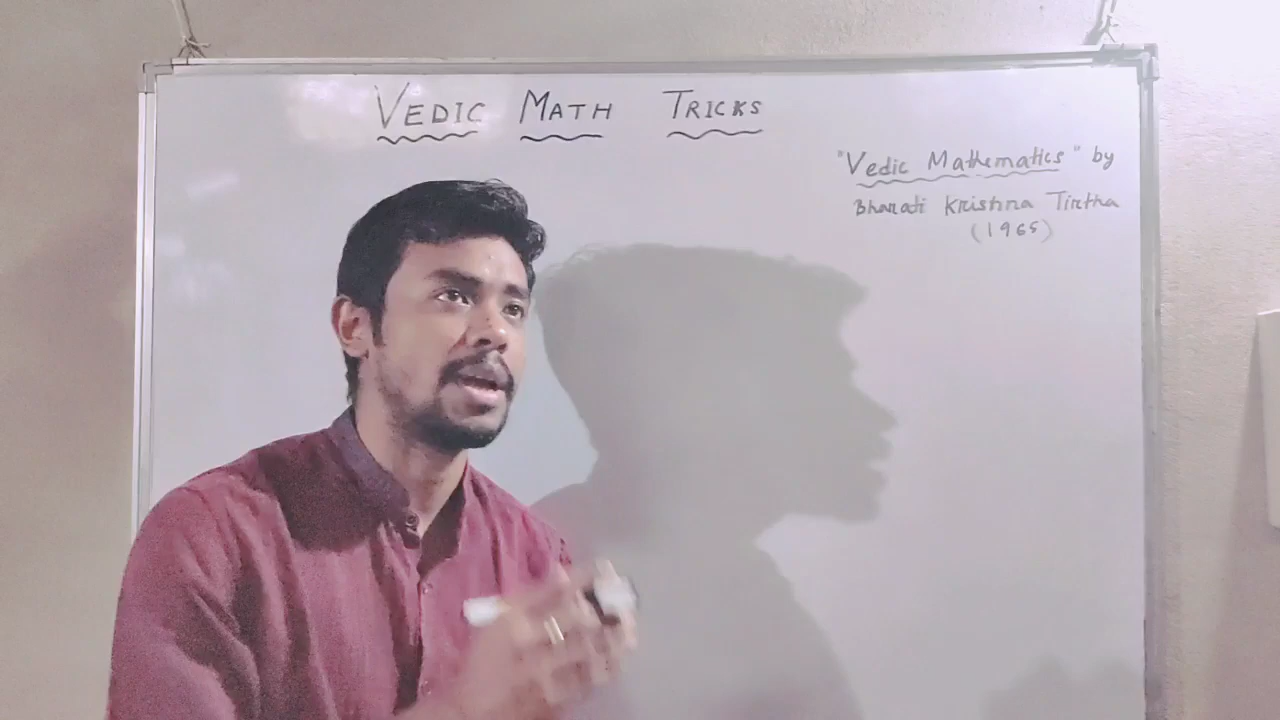 VEDIC MATH TRICKS
"Vedic Mathematics" by
Bharati Krishna Tirtha
(1965)